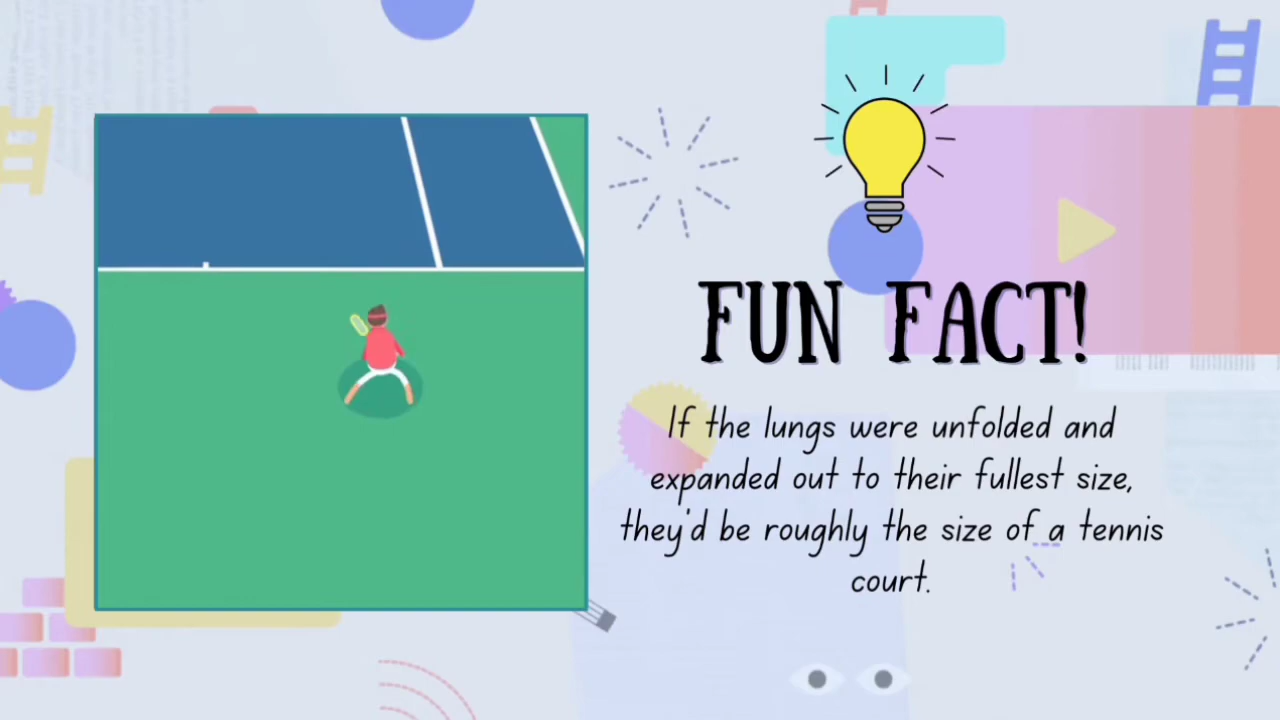 FUN FACT!
If the lungs were unfolded and
expanded out to their fullest size,
they'd be roughly the size of a tennis
court.